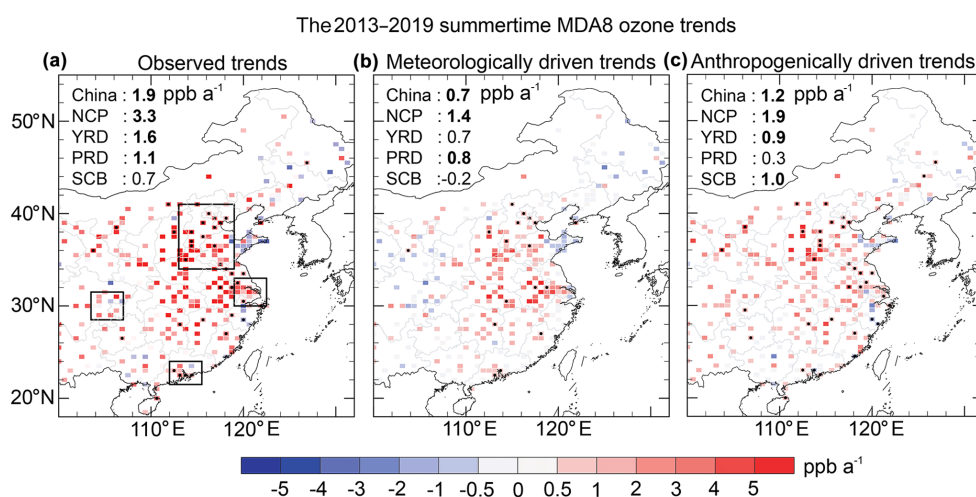 The 2013–2019 summertime MDA8 ozone trends
(a) Observed trends
China : 1.9 ppb a⁻¹
NCP : 3.3
YRD : 1.6
PRD : 1.1
SCB : 0.7
(b) Meteorologically driven trends
China : 0.7 ppb a⁻¹
NCP : 1.4
YRD : 0.7
PRD : 0.8
SCB : -0.2
(c) Anthropogenically driven trends
China : 1.2 ppb a⁻¹
NCP : 1.9
YRD : 0.9
PRD : 0.3
SCB : 1.0
50°N
40°N
30°N
20°N
110°E 120°E
110°E 120°E
110°E 120°E
-5 -4 -3 -2 -1 -0.5 0 0.5 1 2 3 4 5 ppb a⁻¹